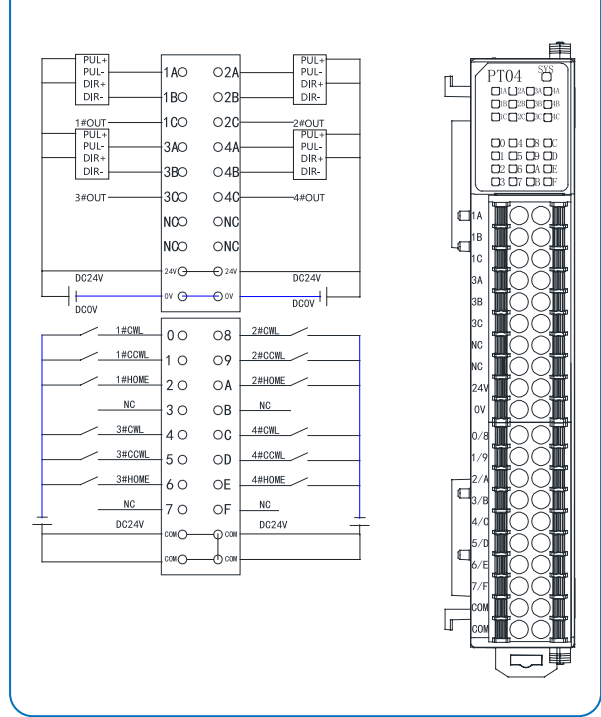 PUL+
PUL-
DIR+
DIR-
PUL+
PUL-
DIR+
DIR-
1A 2A
1B 2B
1#OUT 1C 2C 2#OUT
PUL+
PUL-
DIR+
DIR-
PUL+
PUL-
DIR+
DIR-
3A 4A
3B 4B
3#OUT 3C 4C 4#OUT
NC NC
NC NC
24V 24V
DC24V DC24V
0V 0V
DC0V DC0V
1#CWL 0 8 2#CWL
1#CCWL 1 9 2#CCWL
1#HOME 2 A 2#HOME
NC 3 B NC
3#CWL 4 C 4#CWL
3#CCWL 5 D 4#CCWL
3#HOME 6 E 4#HOME
NC 7 F NC
DC24V DC24V
COM COM
COM COM
PT04 SYS
1A 2A 3A 4A
1B 2B 3B 4B
1C 2C 3C 4C
0 4 8 C
1 5 9 D
2 6 A E
3 7 B F
1A
1B
1C
3A
3B
3C
NC
NC
24V
0V
0/8
1/9
2/A
3/B
4/C
5/D
6/E
7/F
COM
COM